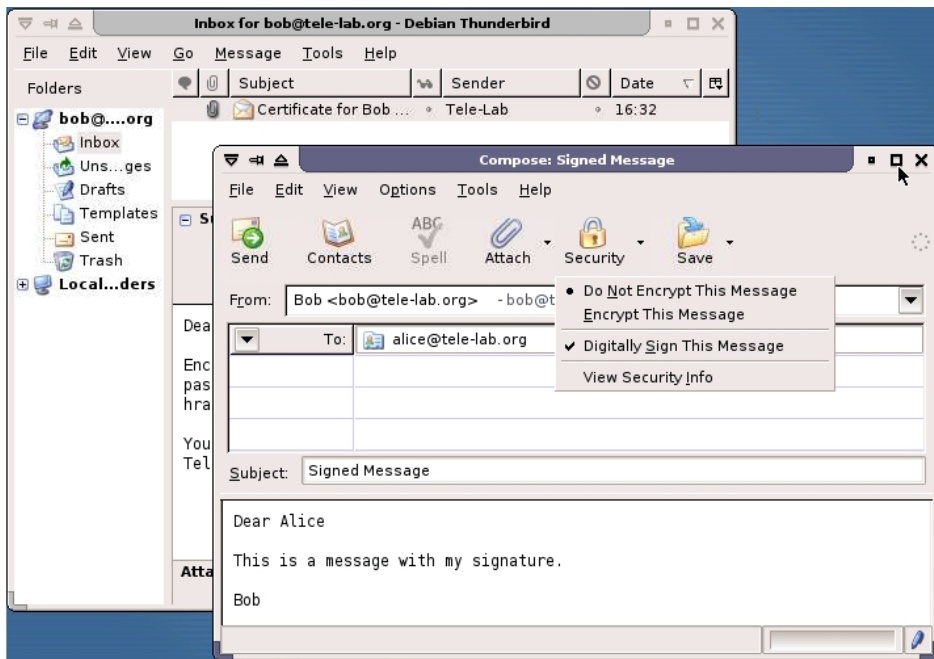 Inbox for bob@tele-lab.org - Debian Thunderbird
File Edit View Go Message Tools Help
Folders
Subject Sender Date
bob@....org
Certificate for Bob ... Tele-Lab 16:32
Inbox
Uns...ges
Drafts
Templates
Sent
Trash
Local...ders
Dea
Enc
pas
hra
You
Tel
Atta
Compose: Signed Message
File Edit View Options Tools Help
ABC
Send Contacts Spell Attach Security Save
From: Bob <bob@tele-lab.org> - bob@t
Do Not Encrypt This Message
Encrypt This Message
Digitally Sign This Message
View Security Info
To: alice@tele-lab.org
Subject: Signed Message
Dear Alice
This is a message with my signature.
Bob